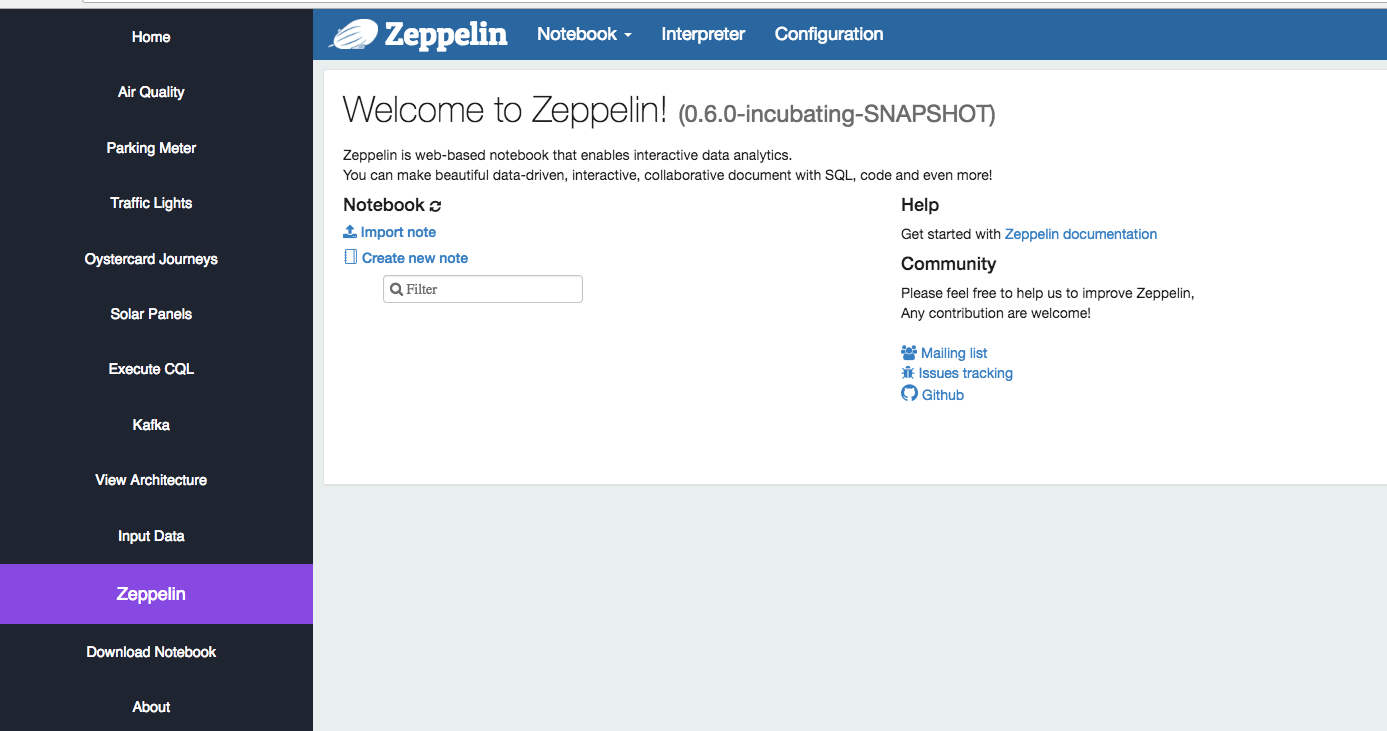 Home
Air Quality
Parking Meter
Traffic Lights
Oystercard Journeys
Solar Panels
Execute CQL
Kafka
View Architecture
Input Data
Zeppelin
Download Notebook
About
Zeppelin Notebook Interpreter Configuration
Welcome to Zeppelin! (0.6.0-incubating-SNAPSHOT)
Zeppelin is web-based notebook that enables interactive data analytics.
You can make beautiful data-driven, interactive, collaborative document with SQL, code and even more!
Notebook
Import note
Create new note
Filter
Help
Get started with Zeppelin documentation
Community
Please feel free to help us to improve Zeppelin,
Any contribution are welcome!
Mailing list
Issues tracking
Github